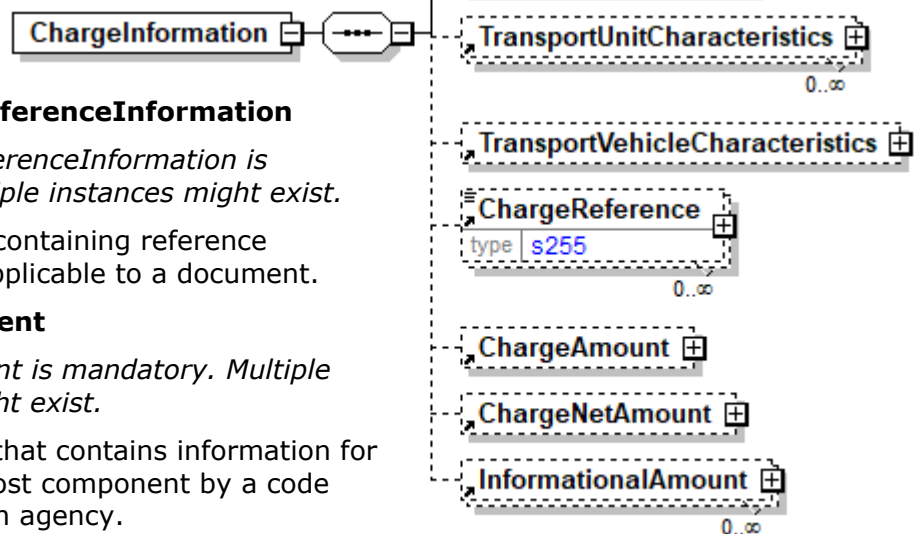 ChargeInformation
TransportUnitCharacteristics
0..∞
TransportVehicleCharacteristics
ChargeReference
type s255
0..∞
ChargeAmount
ChargeNetAmount
InformationalAmount
0..∞
ferenceInformation
erenceInformation is
iple instances might exist.
containing reference
pplicable to a document.
ent
nt is mandatory. Multiple
ht exist.
that contains information for
ost component by a code
n agency.